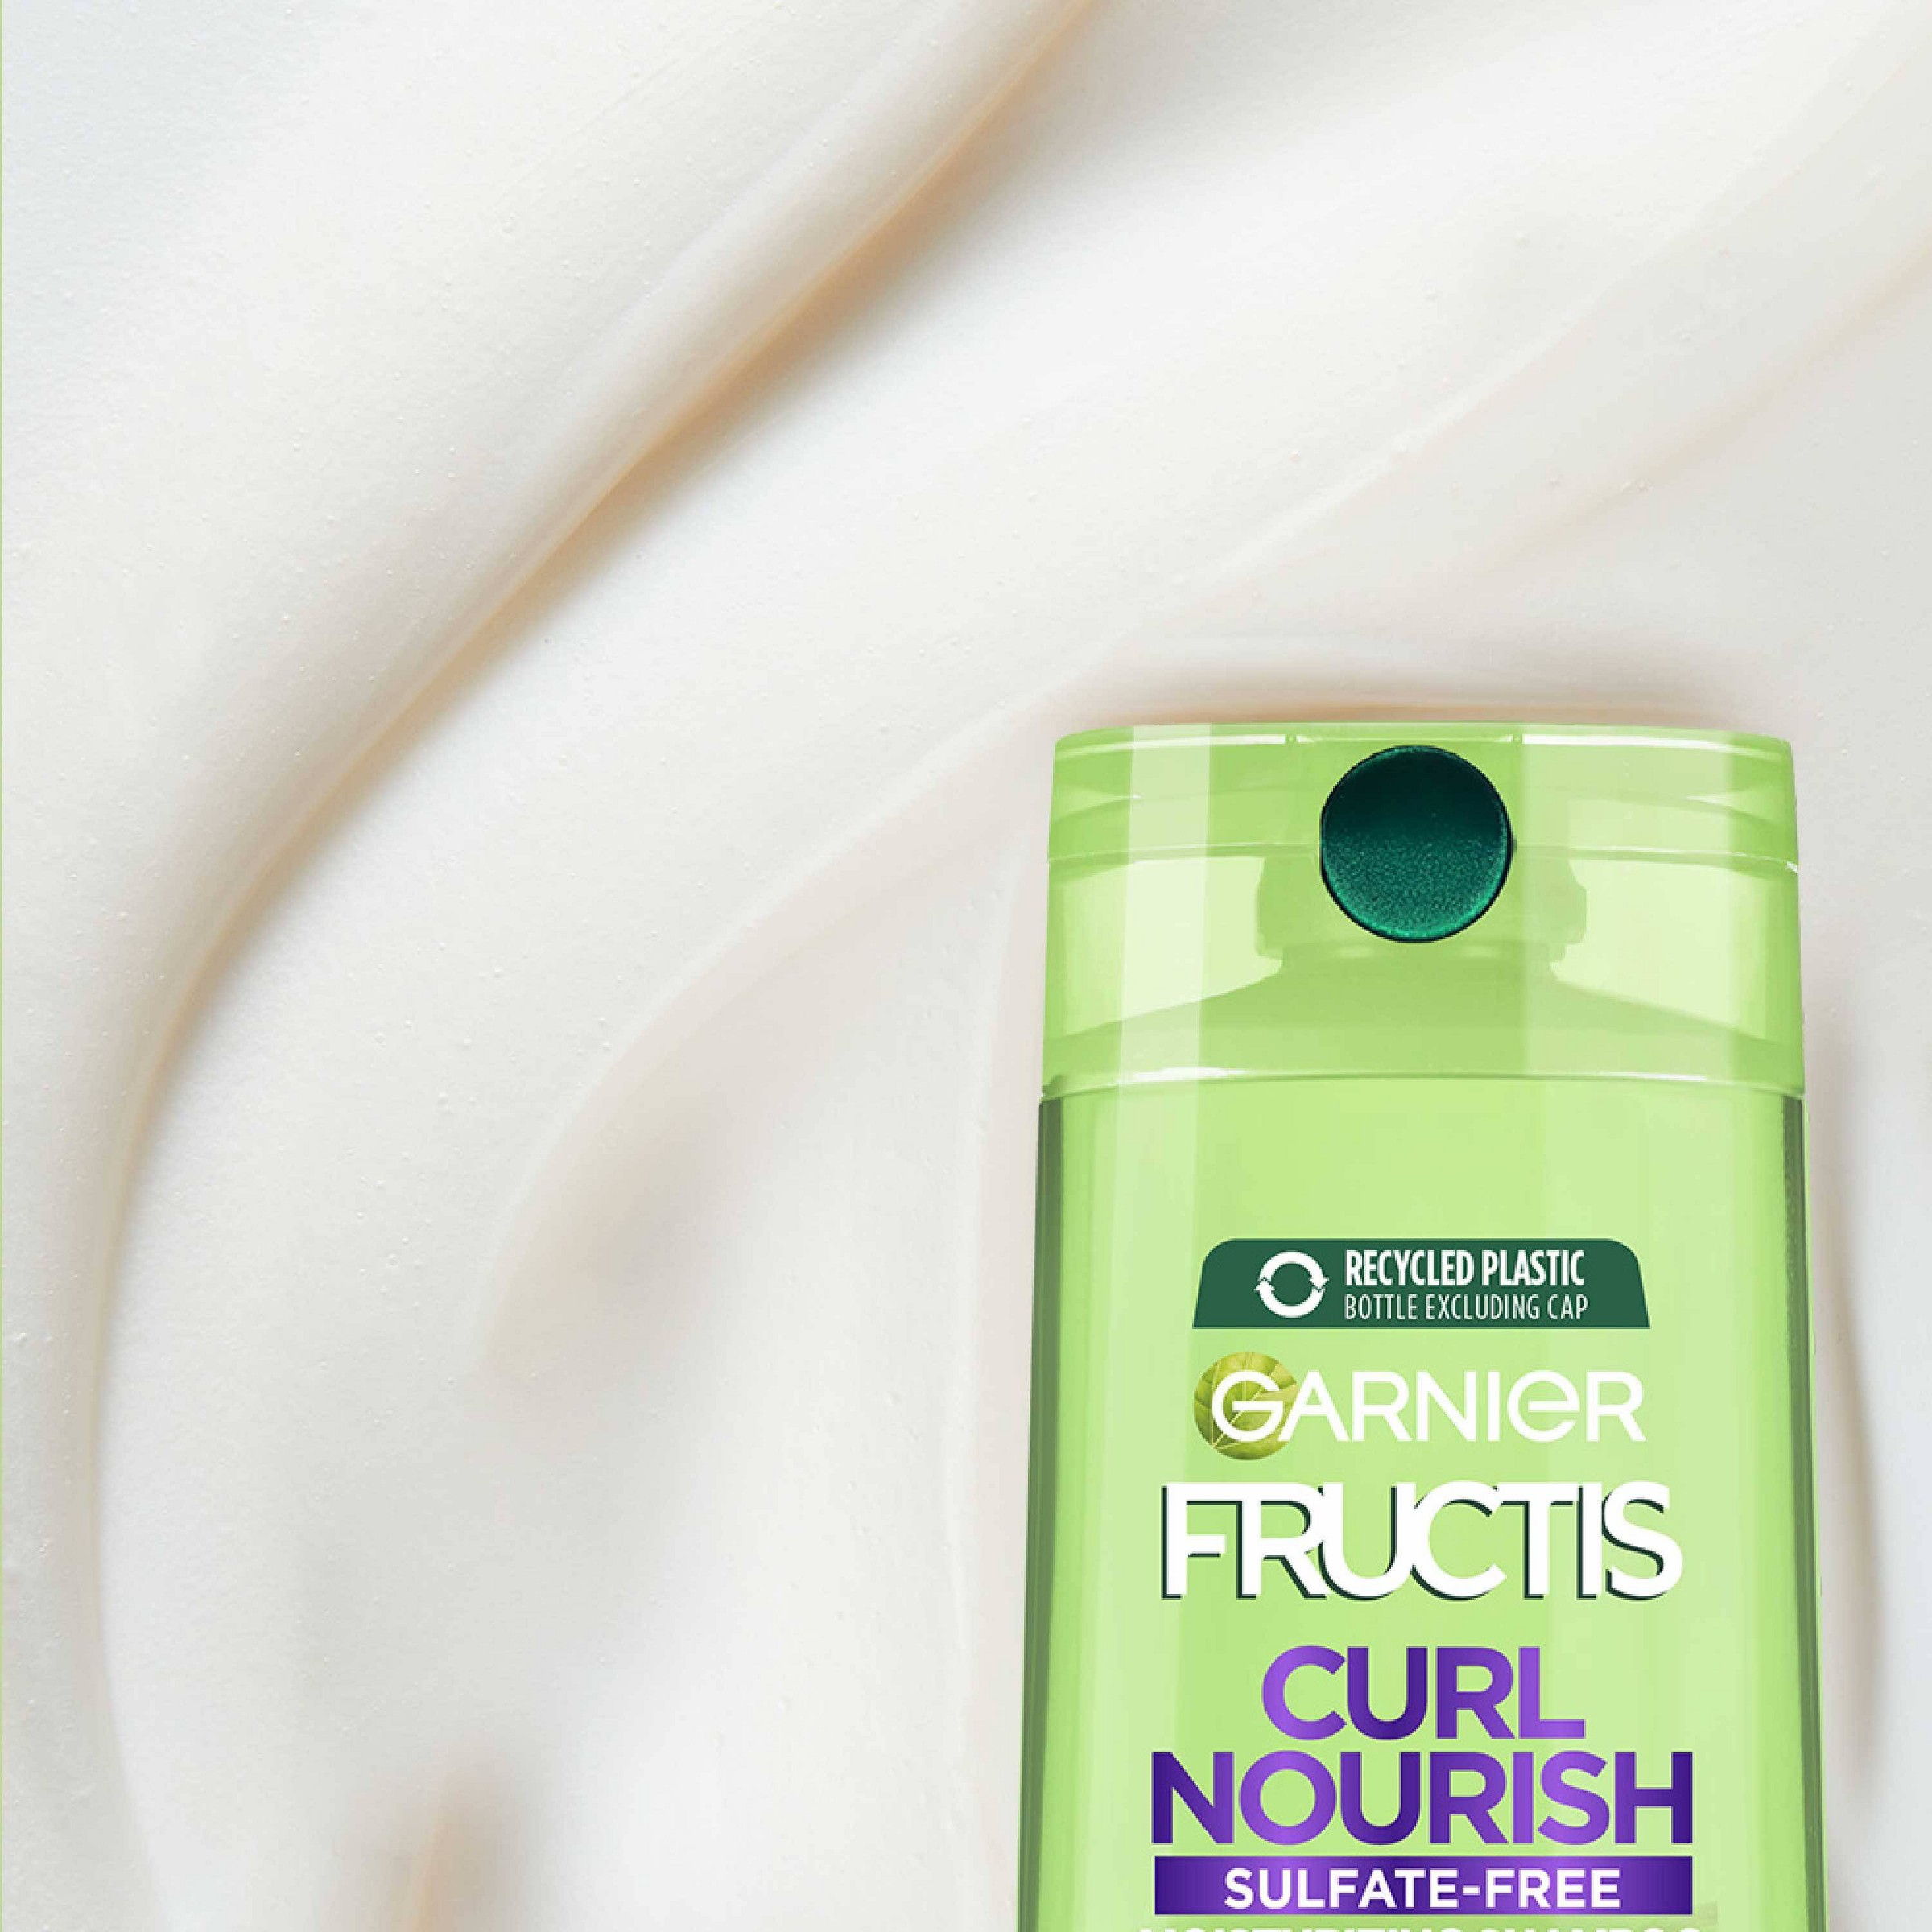 RECYCLED PLASTIC
BOTTLE EXCLUDING CAP
GARNIER
FRUCTIS
CURL
NOURISH
SULFATE-FREE